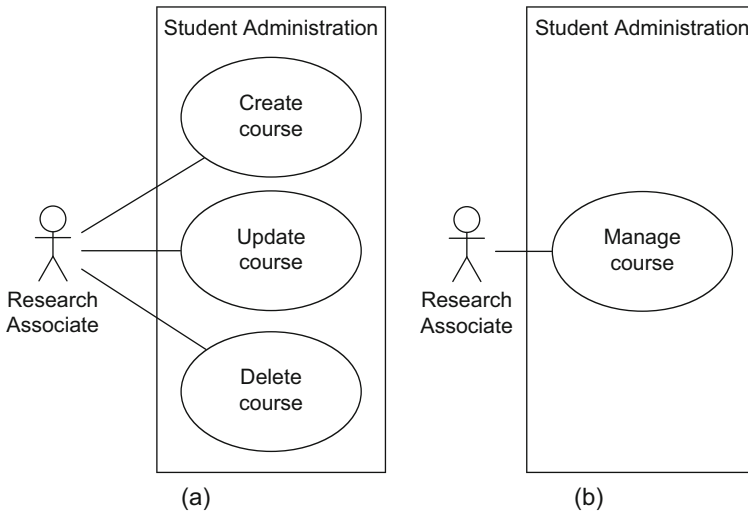 Student Administration
Create
course
Update
course
Delete
course
Research
Associate
(a)
Student Administration
Manage
course
Research
Associate
(b)